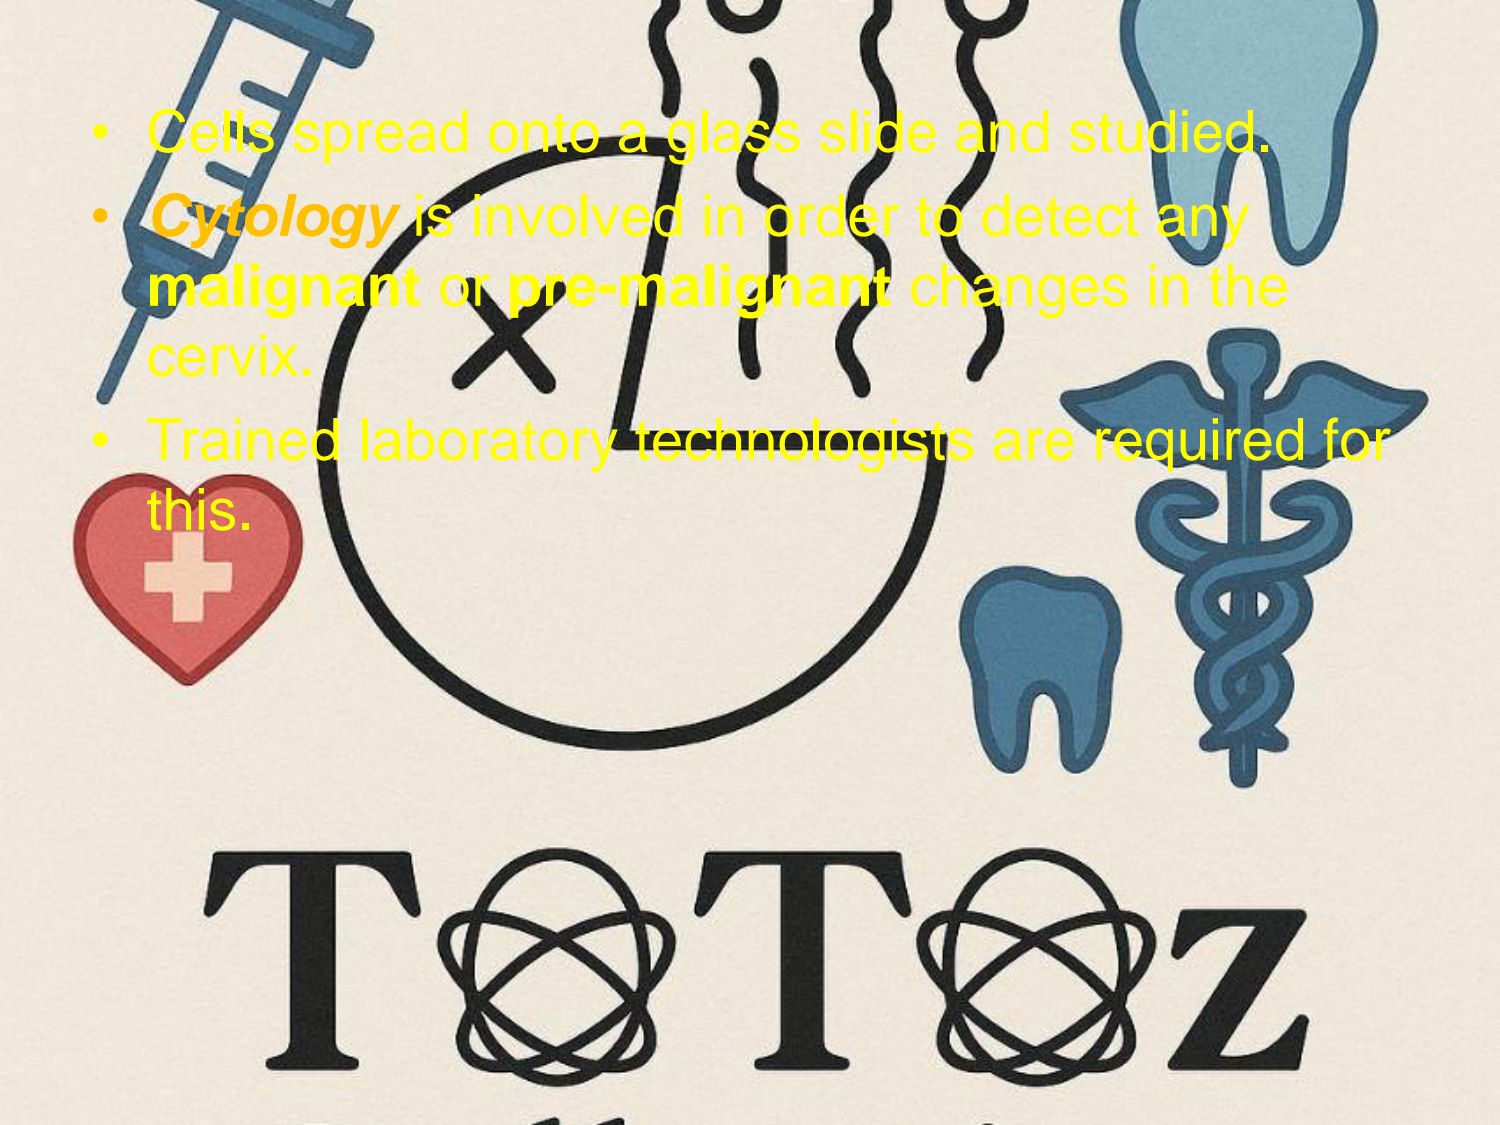 • Cells spread onto a glass slide and studied.
• Cytology is involved in order to detect any
malignant or pre-malignant changes in the
cervix.
• Trained laboratory technologists are required for
this.
TOTOZ